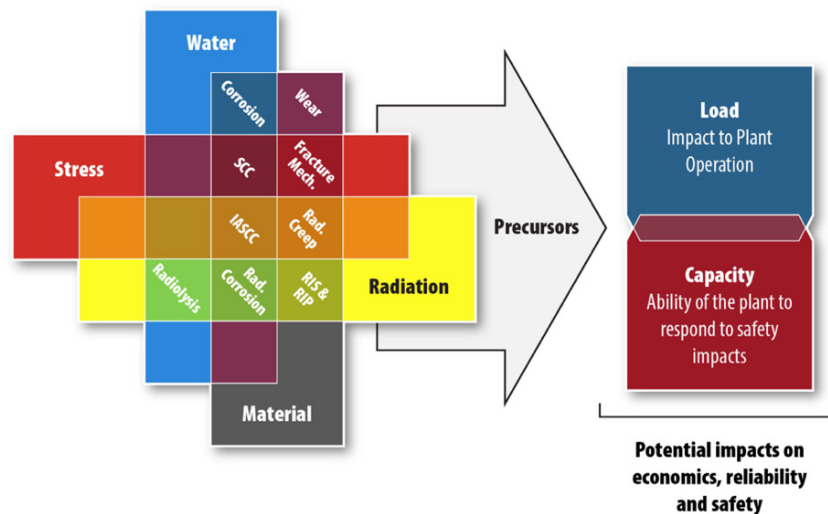 Water
Corrosion
Wear
Stress
SCC
Fracture
Mech.
IASCC
Rad.
Creep
Radiolysis
Rad.
Corrosion
RIS &
RIP
Radiation
Material
Precursors
Load
Impact to Plant
Operation
Capacity
Ability of the plant to
respond to safety
impacts
Potential impacts on
economics, reliability
and safety